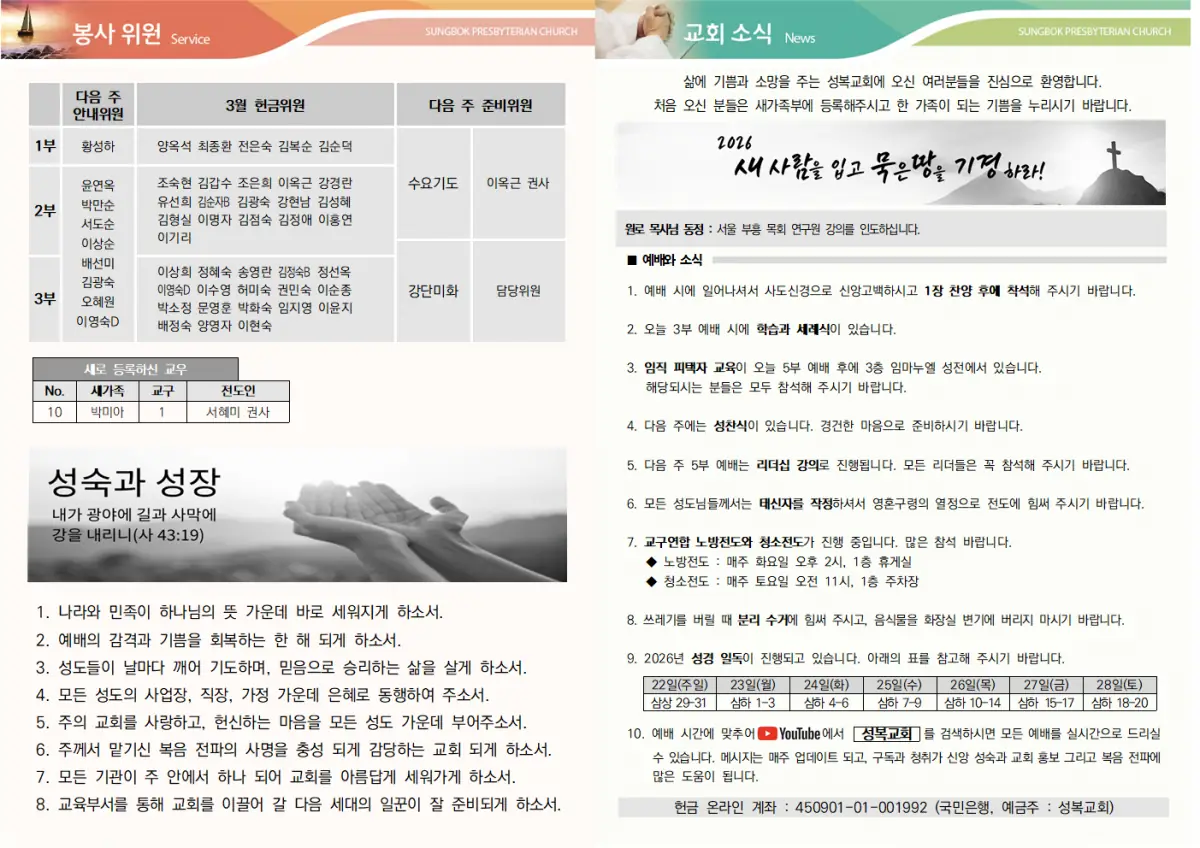 봉사 위원 Service
SUNGBOK PRESBYTERIAN CHURCH
다음 주 안내위원 3월 헌금위원 다음 주 준비위원
1부 황성하 양옥석 최종환 전은숙 김복순 김순덕
2부
3부
윤연옥
박만순
서도순
이상순
배선미
김광숙
오혜원
이영숙D
조숙현 김갑수 조은희 이옥근 강경란
유선희 김순자B 김광숙 강현남 김성혜
김형실 이명자 김점숙 김정애 이홍연
이기리
이상희 정혜숙 송영란 김정숙B 정선옥
이영숙D 이수영 허미숙 권민숙 이순종
박소정 문영훈 박화숙 임지영 이윤지
배정숙 양영자 이현숙
수요기도 이옥근 권사
강단미화 담당위원
새로 등록하신 교우
No. 새가족 교구 전도인
10 박미아 1 서혜미 권사
성숙과 성장
내가 광야에 길과 사막에
강을 내리니(사 43:19)
1. 나라와 민족이 하나님의 뜻 가운데 바로 세워지게 하소서.
2. 예배의 감격과 기쁨을 회복하는 한 해 되게 하소서.
3. 성도들이 날마다 깨어 기도하며, 믿음으로 승리하는 삶을 살게 하소서.
4. 모든 성도의 사업장, 직장, 가정 가운데 은혜로 동행하여 주소서.
5. 주의 교회를 사랑하고, 헌신하는 마음을 모든 성도 가운데 부어주소서.
6. 주께서 맡기신 복음 전파의 사명을 충성 되게 감당하는 교회 되게 하소서.
7. 모든 기관이 주 안에서 하나 되어 교회를 아름답게 세워가게 하소서.
8. 교육부서를 통해 교회를 이끌어 갈 다음 세대의 일꾼이 잘 준비되게 하소서.
교회 소식 News
SUNGBOK PRESBYTERIAN CHURCH
삶에 기쁨과 소망을 주는 성복교회에 오신 여러분들을 진심으로 환영합니다.
처음 오신 분들은 새가족부에 등록해주시고 한 가족이 되는 기쁨을 누리시기 바랍니다.
2026
새 사람을 입고 묵은땅을 기경하라!
원로 목사님 동정 : 서울 부흥 목회 연구원 강의를 인도하십니다.
■ 예배와 소식
1. 예배 시에 일어나셔서 사도신경으로 신앙고백하시고 1장 찬양 후에 착석해 주시기 바랍니다.
2. 오늘 3부 예배 시에 학습과 세례식이 있습니다.
3. 임직 피택자 교육이 오늘 5부 예배 후에 3층 임마누엘 성전에서 있습니다.
해당되시는 분들은 모두 참석해 주시기 바랍니다.
4. 다음 주에는 성찬식이 있습니다. 경건한 마음으로 준비하시기 바랍니다.
5. 다음 주 5부 예배는 리더십 강의로 진행됩니다. 모든 리더들은 꼭 참석해 주시기 바랍니다.
6. 모든 성도님들께서는 태신자를 작정하셔서 영혼구령의 열정으로 전도에 힘써 주시기 바랍니다.
7. 교구연합 노방전도와 청소전도가 진행 중입니다. 많은 참석 바랍니다.
◆ 노방전도 : 매주 화요일 오후 2시, 1층 휴게실
◆ 청소전도 : 매주 토요일 오전 11시, 1층 주차장
8. 쓰레기를 버릴 때 분리 수거에 힘써 주시고, 음식물을 화장실 변기에 버리지 마시기 바랍니다.
9. 2026년 성경 일독이 진행되고 있습니다. 아래의 표를 참고해 주시기 바랍니다.
22일(주일) 23일(월) 24일(화) 25일(수) 26일(목) 27일(금) 28일(토)
삼상 29-31 삼하 1-3 삼하 4-6 삼하 7-9 삼하 10-14 삼하 15-17 삼하 18-20
10. 예배 시간에 맞추어 YouTube에서 성복교회 를 검색하시면 모든 예배를 실시간으로 드리실
수 있습니다. 메시지는 매주 업데이트 되고, 구독과 청취가 신앙 성숙과 교회 홍보 그리고 복음 전파에
많은 도움이 됩니다.
헌금 온라인 계좌 : 450901-01-001992 (국민은행, 예금주 : 성복교회)